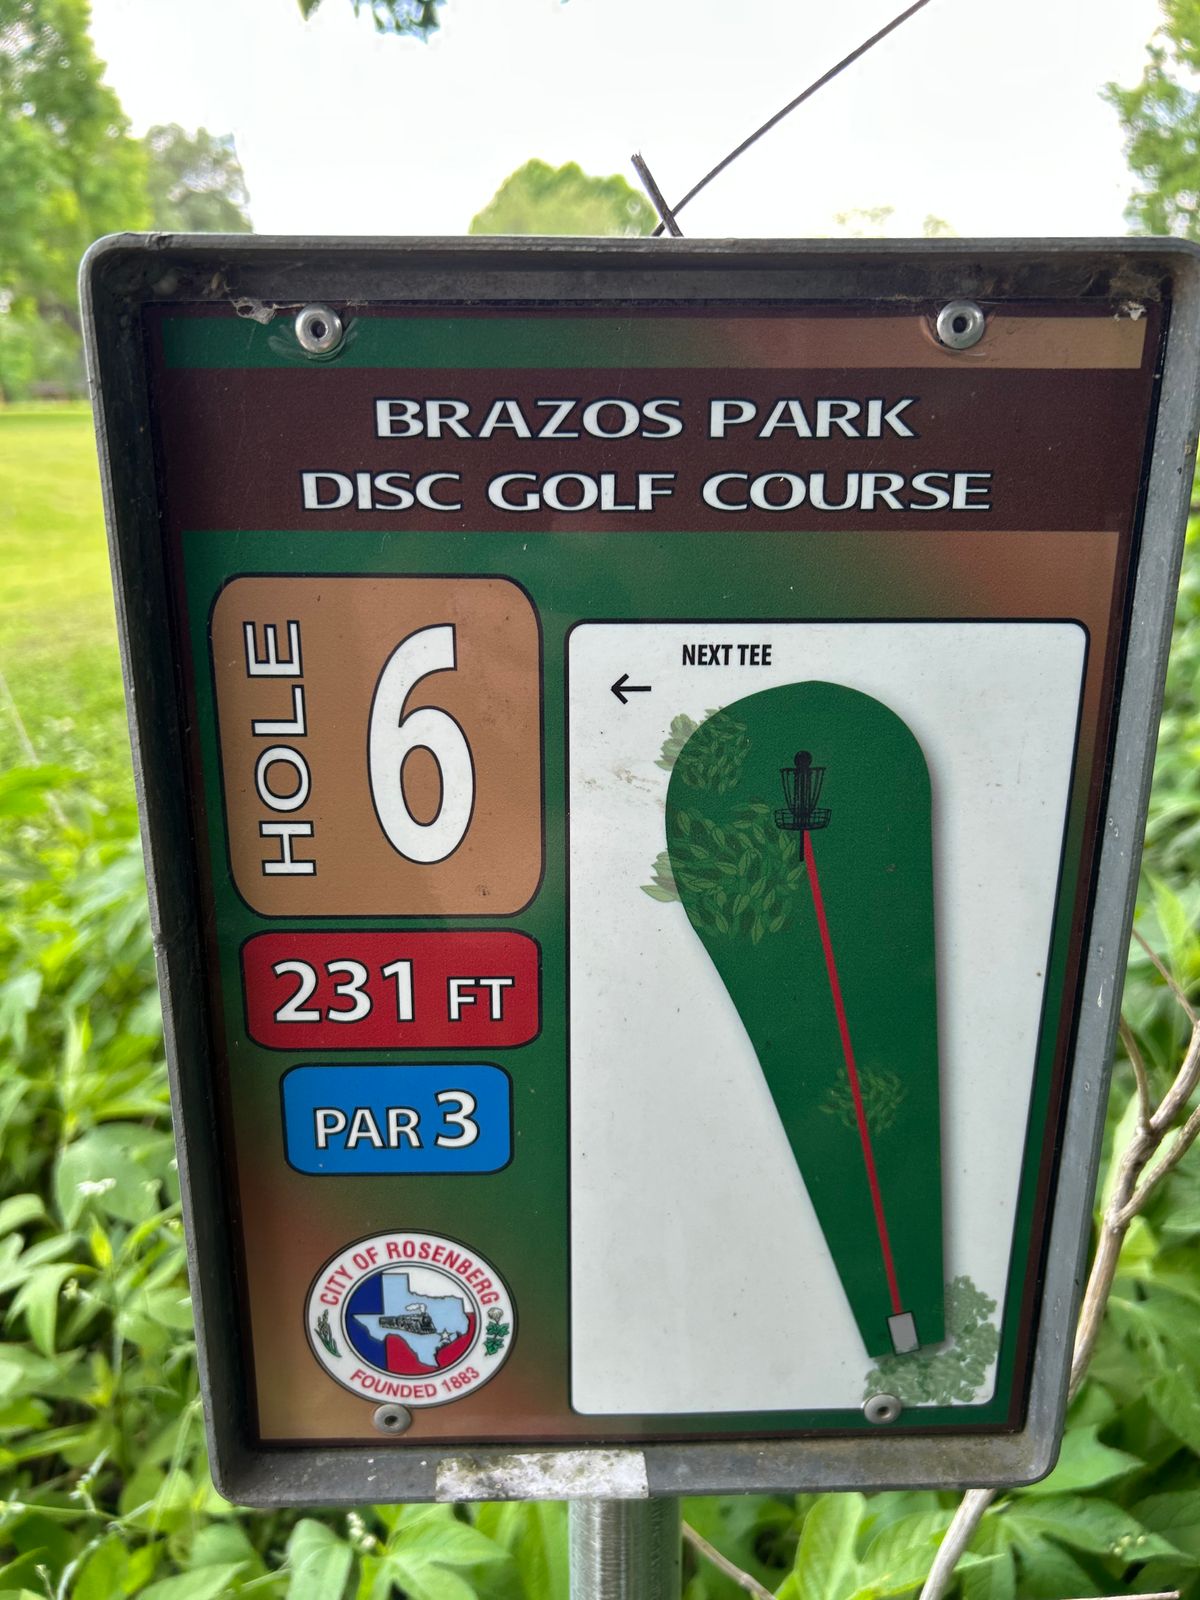 BRAZOS PARK
DISC GOLF COURSE
HOLE 6
231 FT
PAR 3
NEXT TEE
CITY OF ROSENBERG
FOUNDED 1883